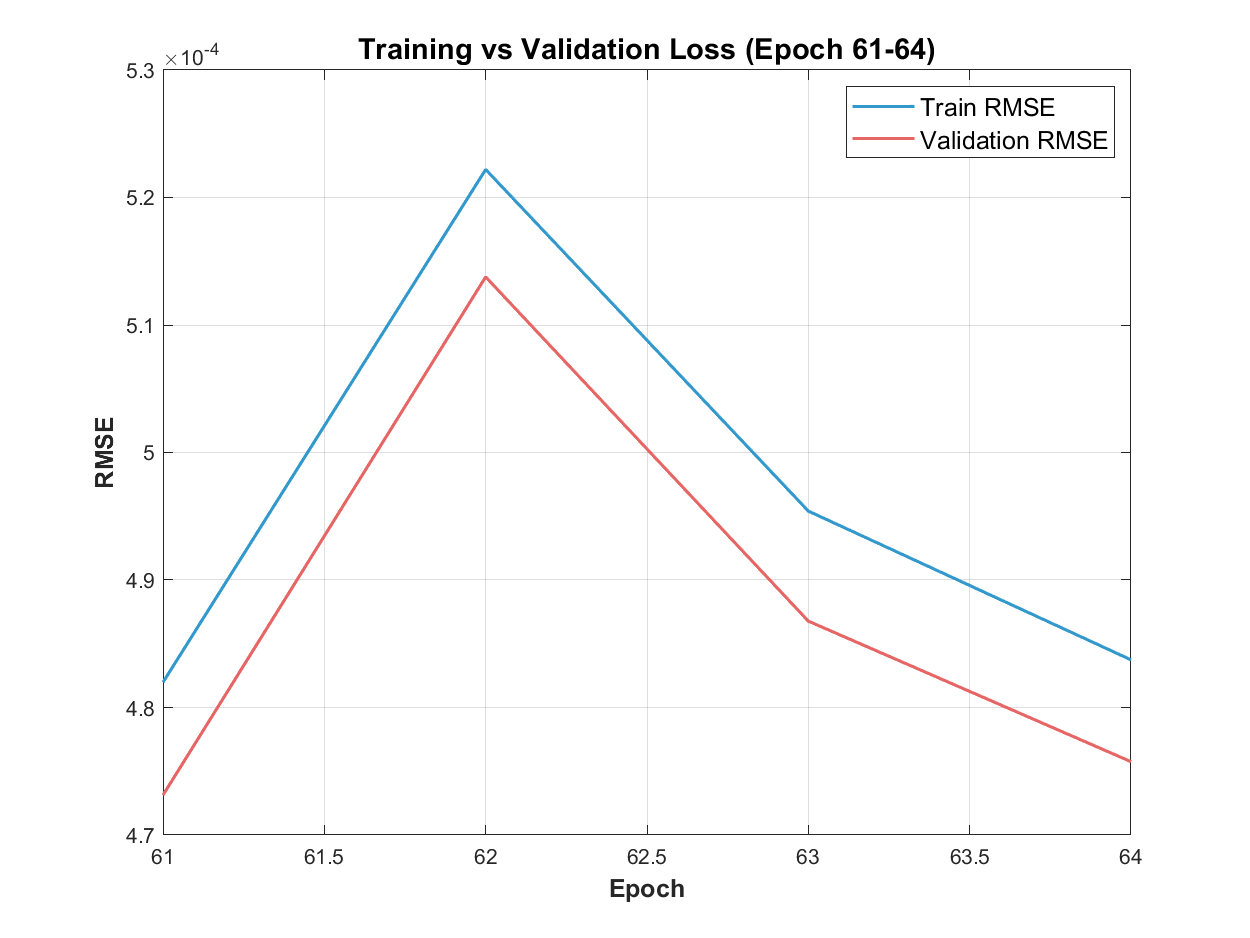 Training vs Validation Loss (Epoch 61-64)
×10-4
5.3
5.2
5.1
5
4.9
4.8
4.7
RMSE
Train RMSE
Validation RMSE
61 61.5 62 62.5 63 63.5 64
Epoch